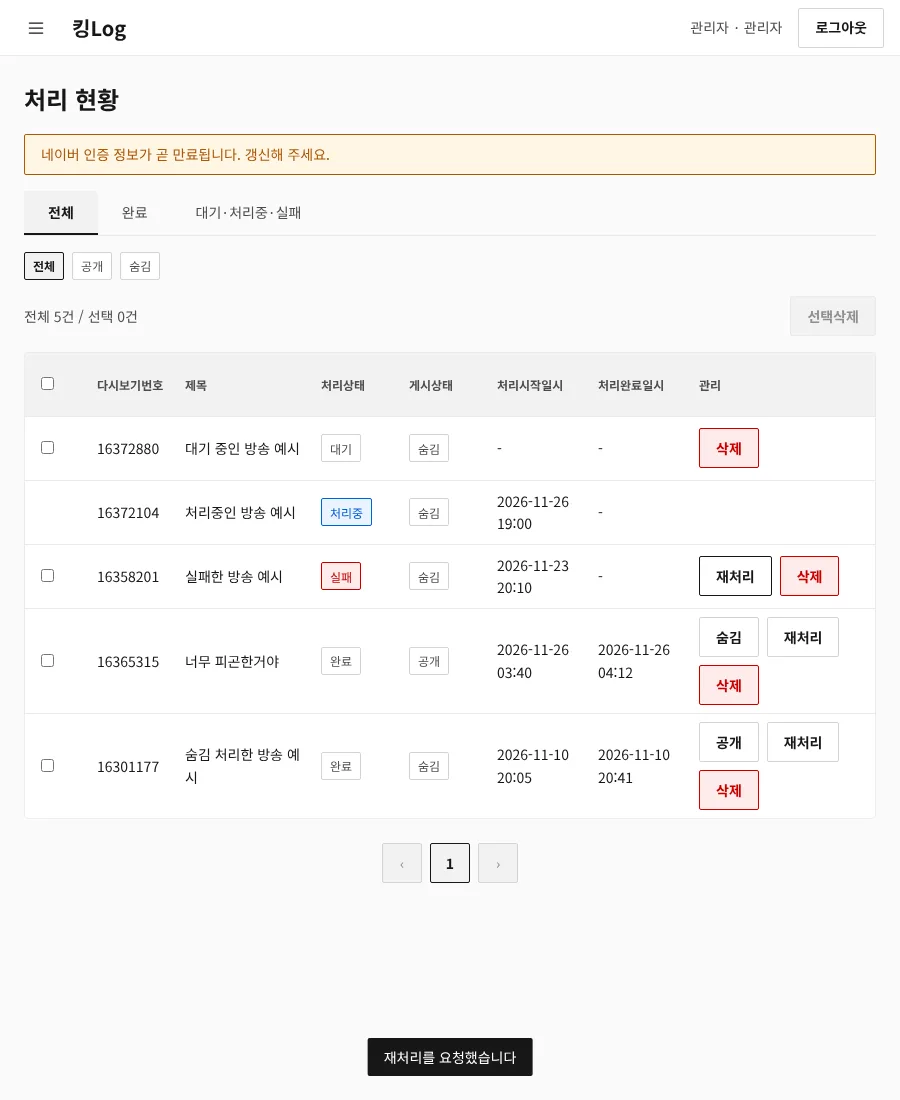 킹Log
관리자 · 관리자
로그아웃
처리 현황
네이버 인증 정보가 곧 만료됩니다. 갱신해 주세요.
전체
완료
대기·처리중·실패
전체
공개
숨김
전체 5건 / 선택 0건
선택삭제
다시보기번호 제목 처리상태 게시상태 처리시작일시 처리완료일시 관리
16372880 대기 중인 방송 예시 대기 숨김 - - 삭제
16372104 처리중인 방송 예시 처리중 숨김 2026-11-26 -
19:00
16358201 실패한 방송 예시 실패 숨김 2026-11-23 - 재처리 삭제
20:10
숨김 재처리
16365315 너무 피곤한거야 완료 공개 2026-11-26 2026-11-26
03:40 04:12
삭제
공개 재처리
16301177 숨김 처리한 방송 예 완료 숨김 2026-11-10 2026-11-10
시 20:05 20:41
삭제
‹ 1 ›
재처리를 요청했습니다